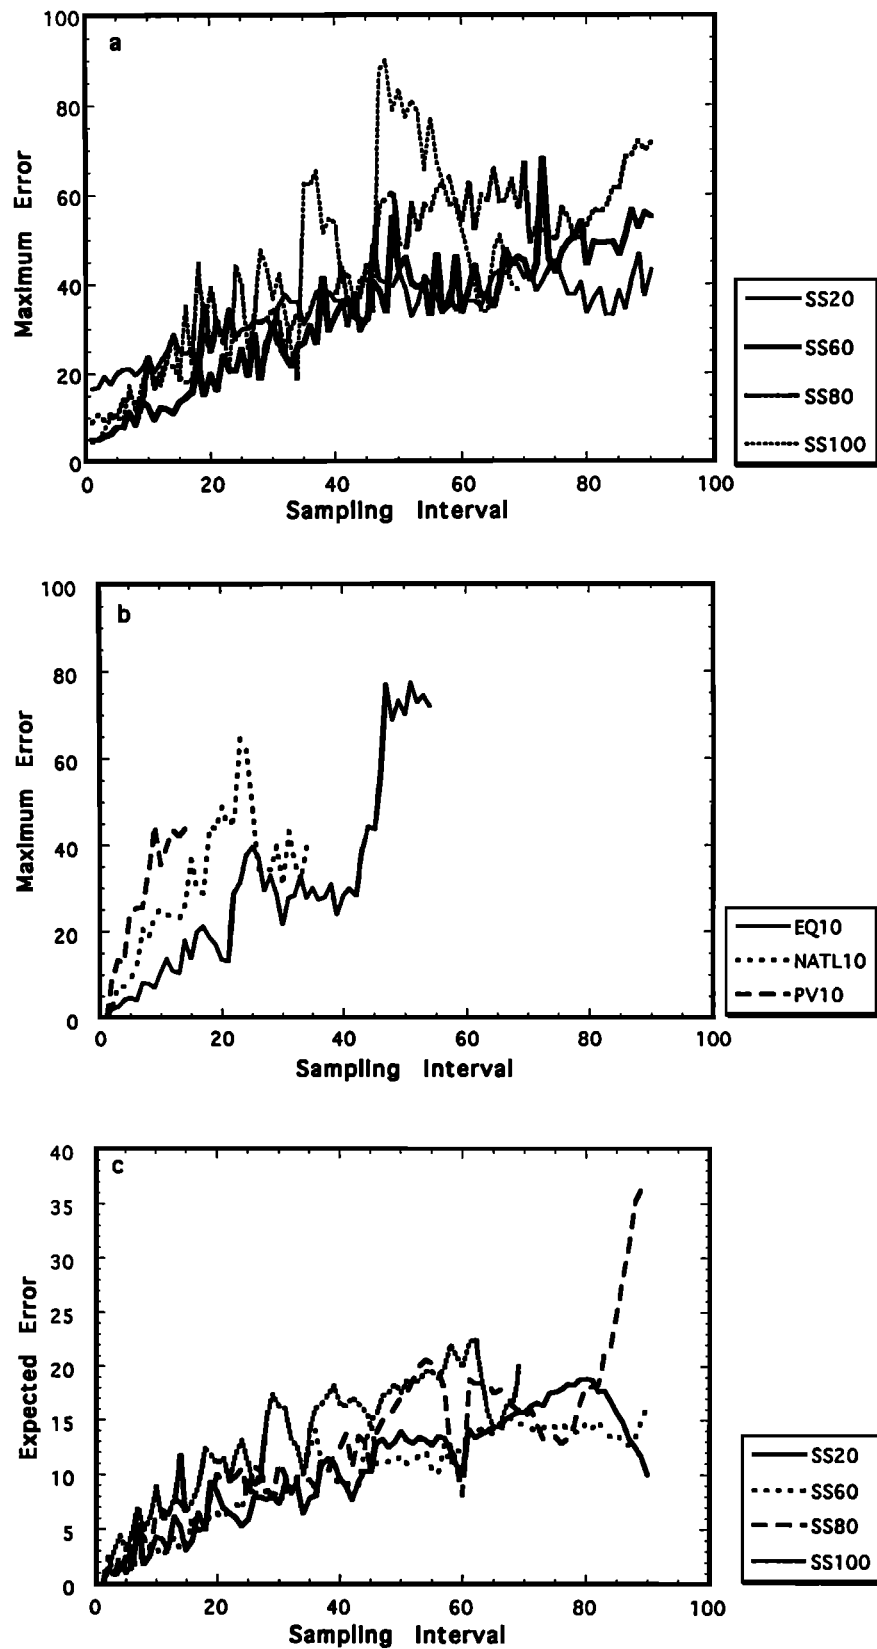 100
a
80
60
40
20
0
Maximum Error
0 20 40 60 80 100
Sampling Interval
SS20
SS60
SS80
SS100
100
b
80
60
40
20
0
Maximum Error
0 20 40 60 80 100
Sampling Interval
EQ10
NATL10
PV10
40
c
35
30
25
20
15
10
5
0
Expected Error
0 20 40 60 80 100
Sampling Interval
SS20
SS60
SS80
SS100